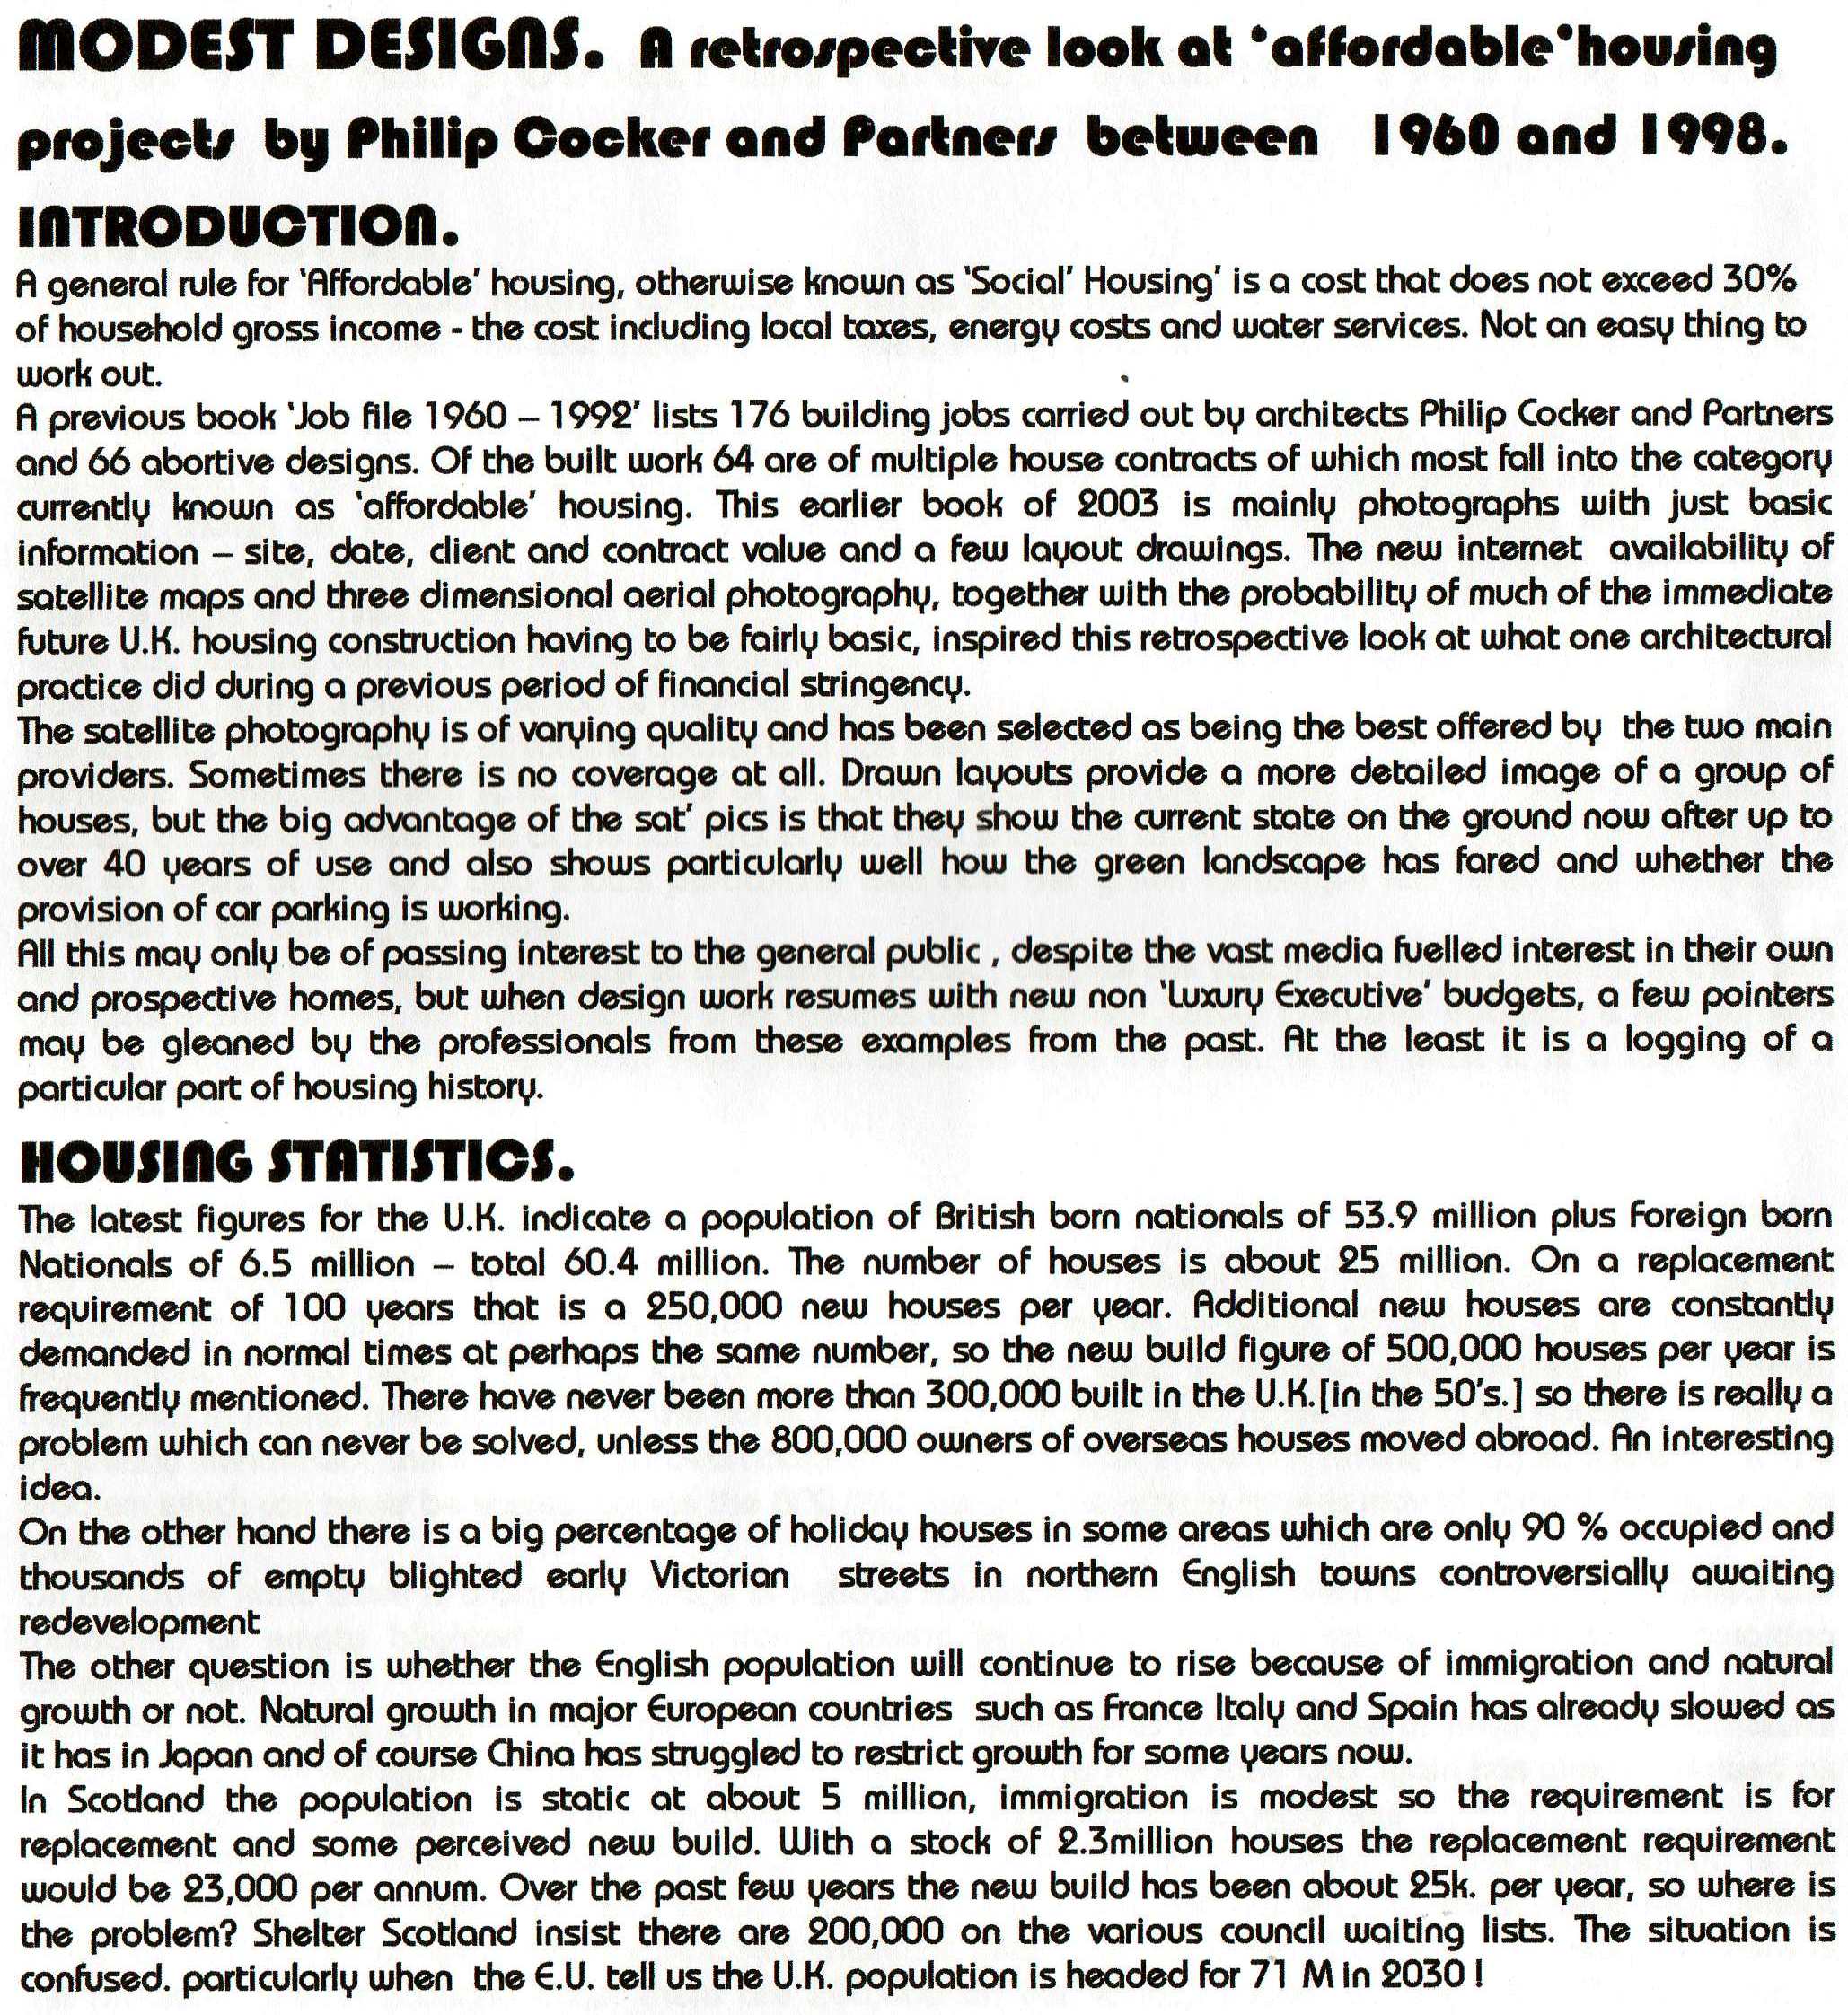 MODEST DESIGNS. A retrospective look at 'affordable' housing
projects by Philip Cocker and Partners between 1960 and 1998.
INTRODUCTION.
A general rule for 'Affordable' housing, otherwise known as 'Social' Housing' is a cost that does not exceed 30%
of household gross income - the cost including local taxes, energy costs and water services. Not an easy thing to
work out.
A previous book 'Job file 1960 – 1992' lists 176 building jobs carried out by architects Philip Cocker and Partners
and 66 abortive designs. Of the built work 64 are of multiple house contracts of which most fall into the category
currently known as 'affordable' housing. This earlier book of 2003 is mainly photographs with just basic
information – site, date, client and contract value and a few layout drawings. The new internet availability of
satellite maps and three dimensional aerial photography, together with the probability of much of the immediate
future U.K. housing construction having to be fairly basic, inspired this retrospective look at what one architectural
practice did during a previous period of financial stringency.
The satellite photography is of varying quality and has been selected as being the best offered by the two main
providers. Sometimes there is no coverage at all. Drawn layouts provide a more detailed image of a group of
houses, but the big advantage of the sat' pics is that they show the current state on the ground now after up to
over 40 years of use and also shows particularly well how the green landscape has fared and whether the
provision of car parking is working.
All this may only be of passing interest to the general public , despite the vast media fuelled interest in their own
and prospective homes, but when design work resumes with new non 'Luxury Executive' budgets, a few pointers
may be gleaned by the professionals from these examples from the past. At the least it is a logging of a
particular part of housing history.
HOUSING STATISTICS.
The latest figures for the U.K. indicate a population of British born nationals of 53.9 million plus Foreign born
Nationals of 6.5 million – total 60.4 million. The number of houses is about 25 million. On a replacement
requirement of 100 years that is a 250,000 new houses per year. Additional new houses are constantly
demanded in normal times at perhaps the same number, so the new build figure of 500,000 houses per year is
frequently mentioned. There have never been more than 300,000 built in the U.K.[in the 50's.] so there is really a
problem which can never be solved, unless the 800,000 owners of overseas houses moved abroad. An interesting
idea.
On the other hand there is a big percentage of holiday houses in some areas which are only 90 % occupied and
thousands of empty blighted early Victorian streets in northern English towns controversially awaiting
redevelopment
The other question is whether the English population will continue to rise because of immigration and natural
growth or not. Natural growth in major European countries such as France Italy and Spain has already slowed as
it has in Japan and of course China has struggled to restrict growth for some years now.
In Scotland the population is static at about 5 million, immigration is modest so the requirement is for
replacement and some perceived new build. With a stock of 2.3million houses the replacement requirement
would be 23,000 per annum. Over the past few years the new build has been about 25k. per year, so where is
the problem? Shelter Scotland insist there are 200,000 on the various council waiting lists. The situation is
confused. particularly when the E.U. tell us the U.K. population is headed for 71 M in 2030 !